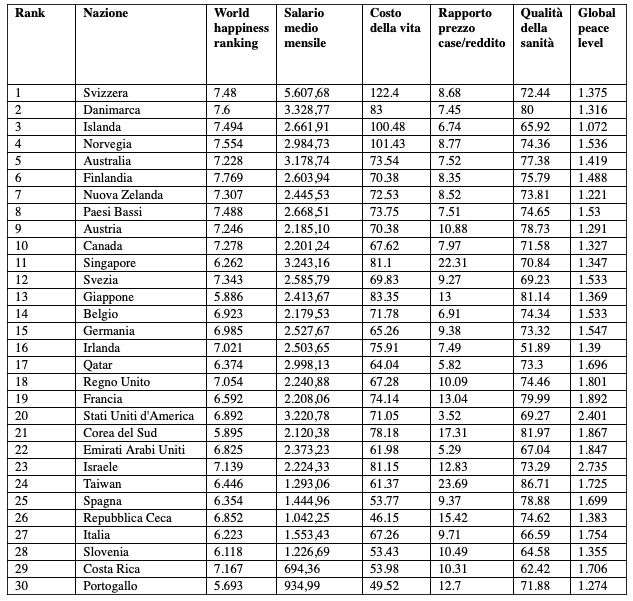 Rank Nazione World happiness ranking Salario medio mensile Costo della vita Rapporto prezzo case/reddito Qualità della sanità Global peace level
1 Svizzera 7.48 5.607,68 122.4 8.68 72.44 1.375
2 Danimarca 7.6 3.328,77 83 7.45 80 1.316
3 Islanda 7.494 2.661,91 100.48 6.74 65.92 1.072
4 Norvegia 7.554 2.984,73 101.43 8.77 74.36 1.536
5 Australia 7.228 3.178,74 73.54 7.52 77.38 1.419
6 Finlandia 7.769 2.603,94 70.38 8.35 75.79 1.488
7 Nuova Zelanda 7.307 2.445,53 72.53 8.52 73.81 1.221
8 Paesi Bassi 7.488 2.668,51 73.75 7.51 74.65 1.53
9 Austria 7.246 2.185,10 70.38 10.88 78.73 1.291
10 Canada 7.278 2.201,24 67.62 7.97 71.58 1.327
11 Singapore 6.262 3.243,16 81.1 22.31 70.84 1.347
12 Svezia 7.343 2.585,79 69.83 9.27 69.23 1.533
13 Giappone 5.886 2.413,67 83.35 13 81.14 1.369
14 Belgio 6.923 2.179,53 71.78 6.91 74.34 1.533
15 Germania 6.985 2.527,67 65.26 9.38 73.32 1.547
16 Irlanda 7.021 2.503,65 75.91 7.49 51.89 1.39
17 Qatar 6.374 2.998,13 64.04 5.82 73.3 1.696
18 Regno Unito 7.054 2.240,88 67.28 10.09 74.46 1.801
19 Francia 6.592 2.208,06 74.14 13.04 79.99 1.892
20 Stati Uniti d'America 6.892 3.220,78 71.05 3.52 69.27 2.401
21 Corea del Sud 5.895 2.120,38 78.18 17.31 81.97 1.867
22 Emirati Arabi Uniti 6.825 2.373,23 61.98 5.29 67.04 1.847
23 Israele 7.139 2.224,33 81.15 12.83 73.29 2.735
24 Taiwan 6.446 1.293,06 61.37 23.69 86.71 1.725
25 Spagna 6.354 1.444,96 53.77 9.37 78.88 1.699
26 Repubblica Ceca 6.852 1.042,25 46.15 15.42 74.62 1.383
27 Italia 6.223 1.553,43 67.26 9.71 66.59 1.754
28 Slovenia 6.118 1.226,69 53.43 10.49 64.58 1.355
29 Costa Rica 7.167 694,36 53.98 10.31 62.42 1.706
30 Portogallo 5.693 934,99 49.52 12.7 71.88 1.274